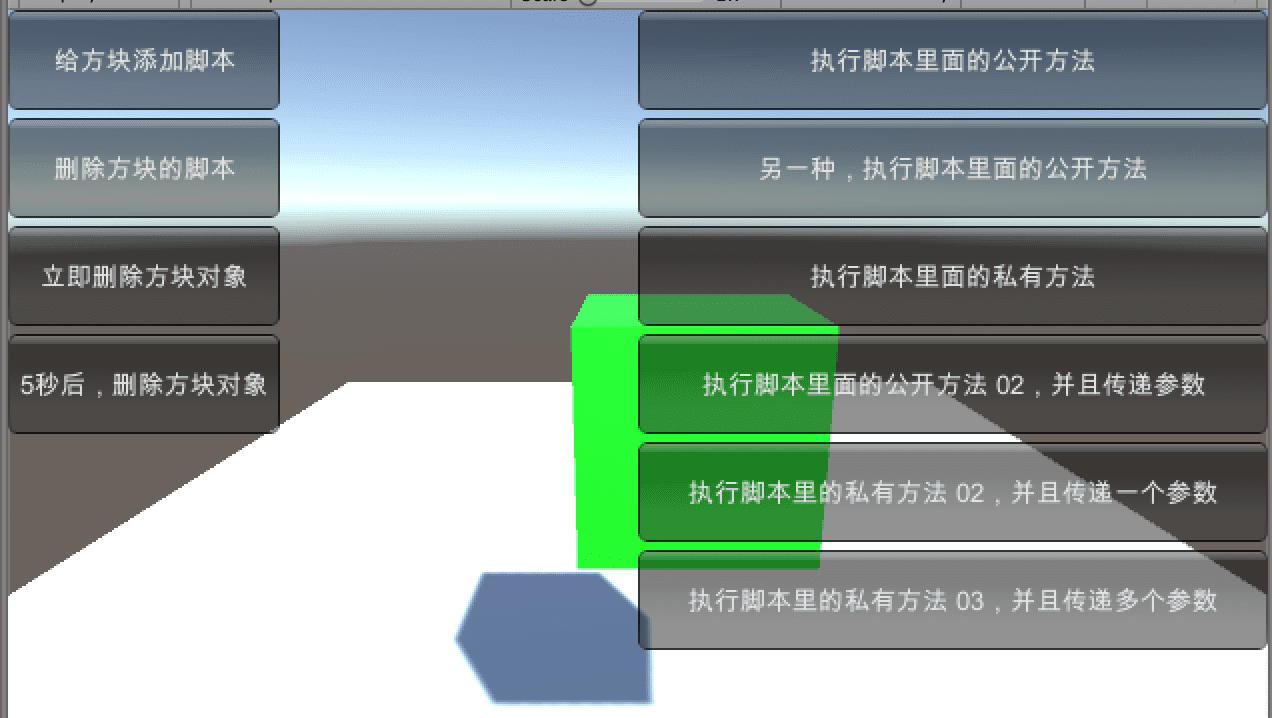 给方块添加脚本
执行脚本里面的公开方法
删除方块的脚本
另一种，执行脚本里面的公开方法
立即删除方块对象
执行脚本里面的私有方法
5秒后，删除方块对象
执行脚本里面的公开方法 02，并且传递参数
执行脚本里的私有方法 02，并且传递一个参数
执行脚本里的私有方法 03，并且传递多个参数